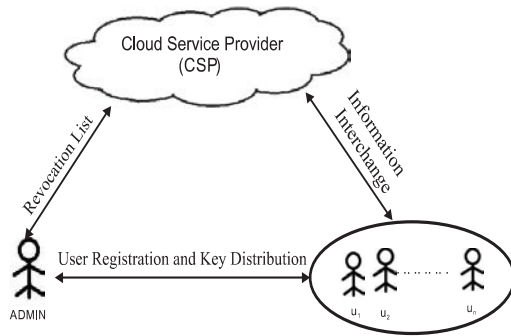 Cloud Service Provider
(CSP)
Revocation List
Information
Interchange
User Registration and Key Distribution
ADMIN
u1 u2 ........... un